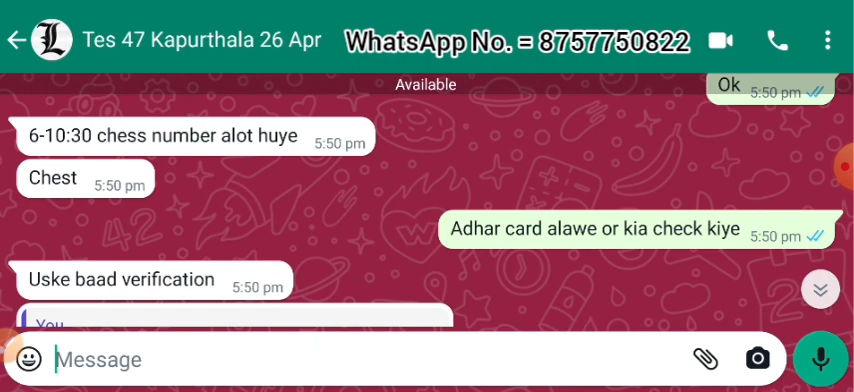 Tes 47 Kapurthala 26 Apr
WhatsApp No. = 8757750822
Available
Ok 5:50 pm
6-10:30 chess number alot huye 5:50 pm
Chest 5:50 pm
Adhar card alawe or kia check kiye 5:50 pm
Uske baad verification 5:50 pm
You
Message